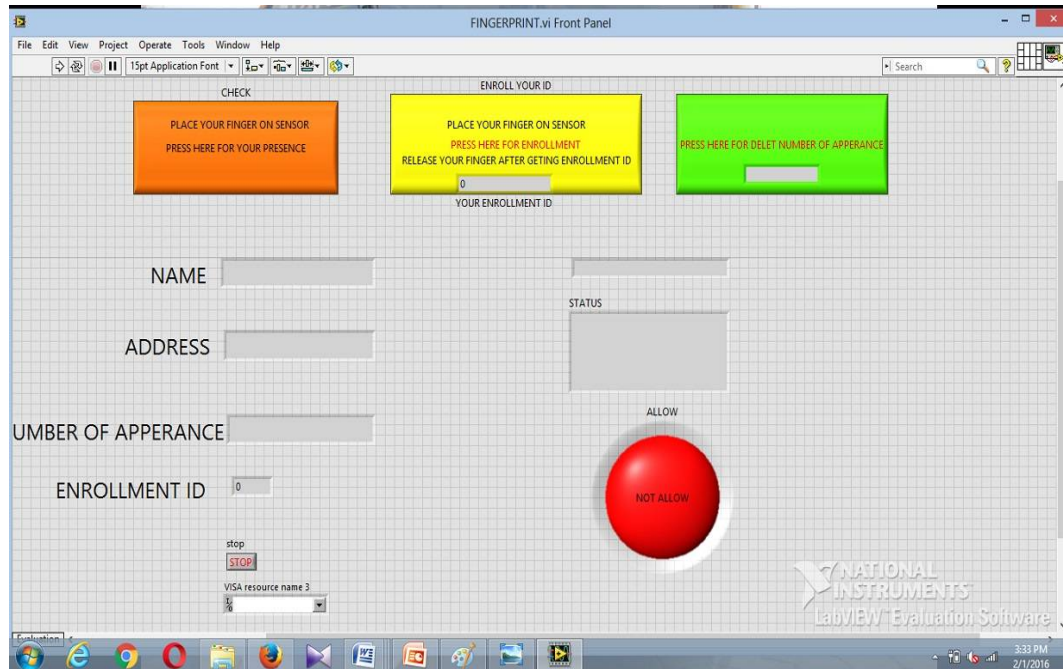 FINGERPRINT.vi Front Panel
File Edit View Project Operate Tools Window Help
15pt Application Font
Search
CHECK
PLACE YOUR FINGER ON SENSOR
PRESS HERE FOR YOUR PRESENCE
ENROLL YOUR ID
PLACE YOUR FINGER ON SENSOR
PRESS HERE FOR ENROLLMENT
RELEASE YOUR FINGER AFTER GETING ENROLLMENT ID
0
YOUR ENROLLMENT ID
PRESS HERE FOR DELET NUMBER OF APPERANCE
NAME
ADDRESS
UMBER OF APPERANCE
ENROLLMENT ID 0
stop
STOP
VISA resource name 3
STATUS
ALLOW
NOT ALLOW
NATIONAL
INSTRUMENTS
LabVIEW Evaluation Software
Evaluation
3:33 PM
2/1/2016